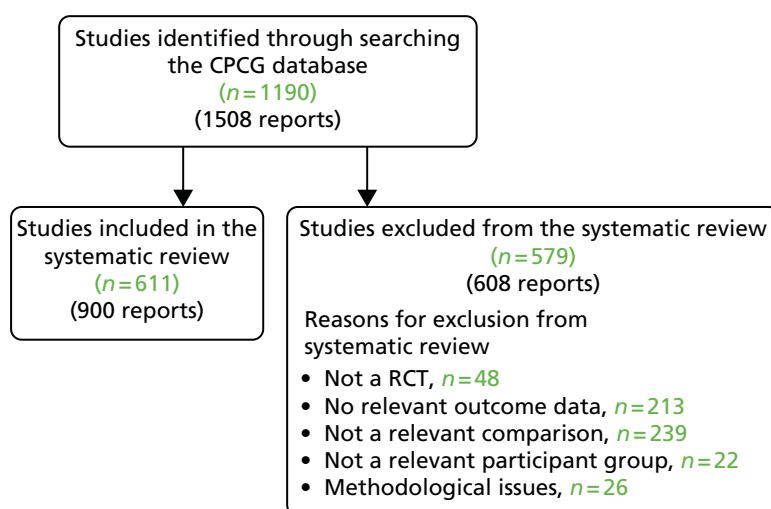 Studies identified through searching
the CPCG database
(n=1190)
(1508 reports)
Studies included in the
systematic review
(n=611)
(900 reports)
Studies excluded from the systematic review
(n=579)
(608 reports)
Reasons for exclusion from
systematic review
• Not a RCT, n=48
• No relevant outcome data, n=213
• Not a relevant comparison, n=239
• Not a relevant participant group, n=22
• Methodological issues, n=26